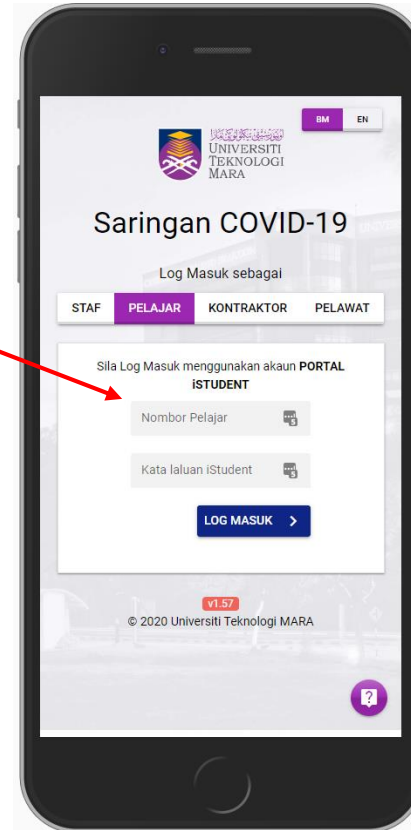 BM EN
UNIVERSITI
TEKNOLOGI
MARA
Saringan COVID-19
Log Masuk sebagai
STAF PELAJAR KONTRAKTOR PELAWAT
Sila Log Masuk menggunakan akaun PORTAL
iSTUDENT
Nombor Pelajar
Kata laluan iStudent
LOG MASUK
v1.57
© 2020 Universiti Teknologi MARA
?